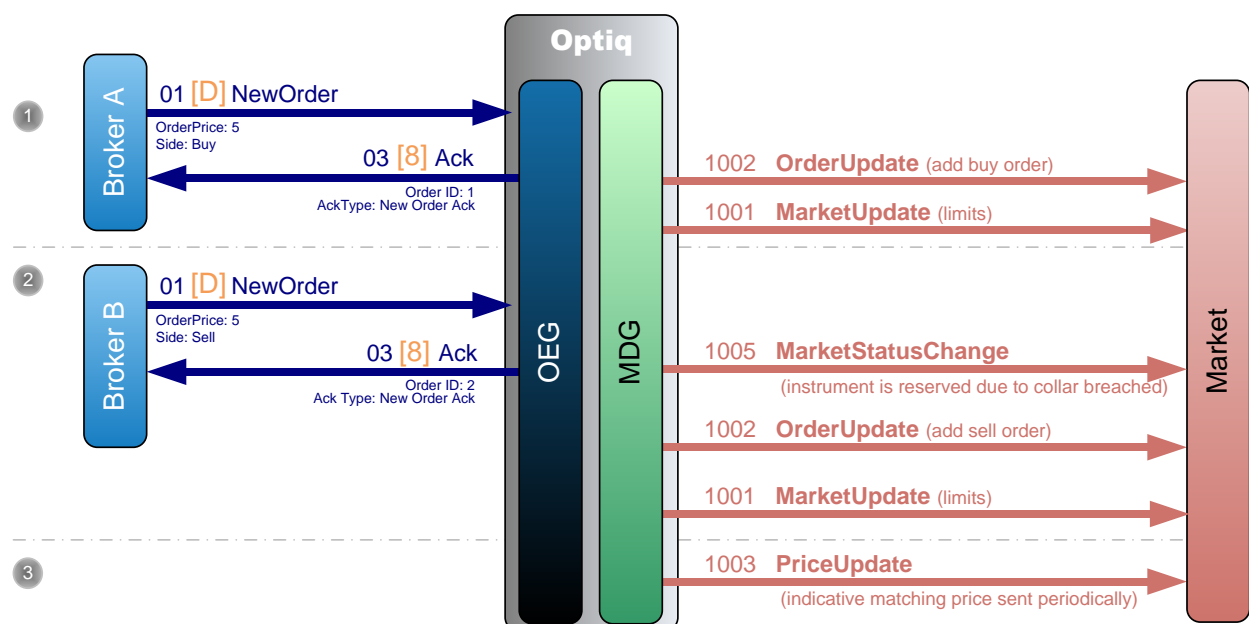 Optiq
1
Broker A
01 [D] NewOrder
OrderPrice: 5
Side: Buy
03 [8] Ack
Order ID: 1
AckType: New Order Ack
1002 OrderUpdate (add buy order)
1001 MarketUpdate (limits)
2
Broker B
01 [D] NewOrder
OrderPrice: 5
Side: Sell
03 [8] Ack
Order ID: 2
Ack Type: New Order Ack
OEG
MDG
Market
1005 MarketStatusChange
(instrument is reserved due to collar breached)
1002 OrderUpdate (add sell order)
1001 MarketUpdate (limits)
3
1003 PriceUpdate
(indicative matching price sent periodically)